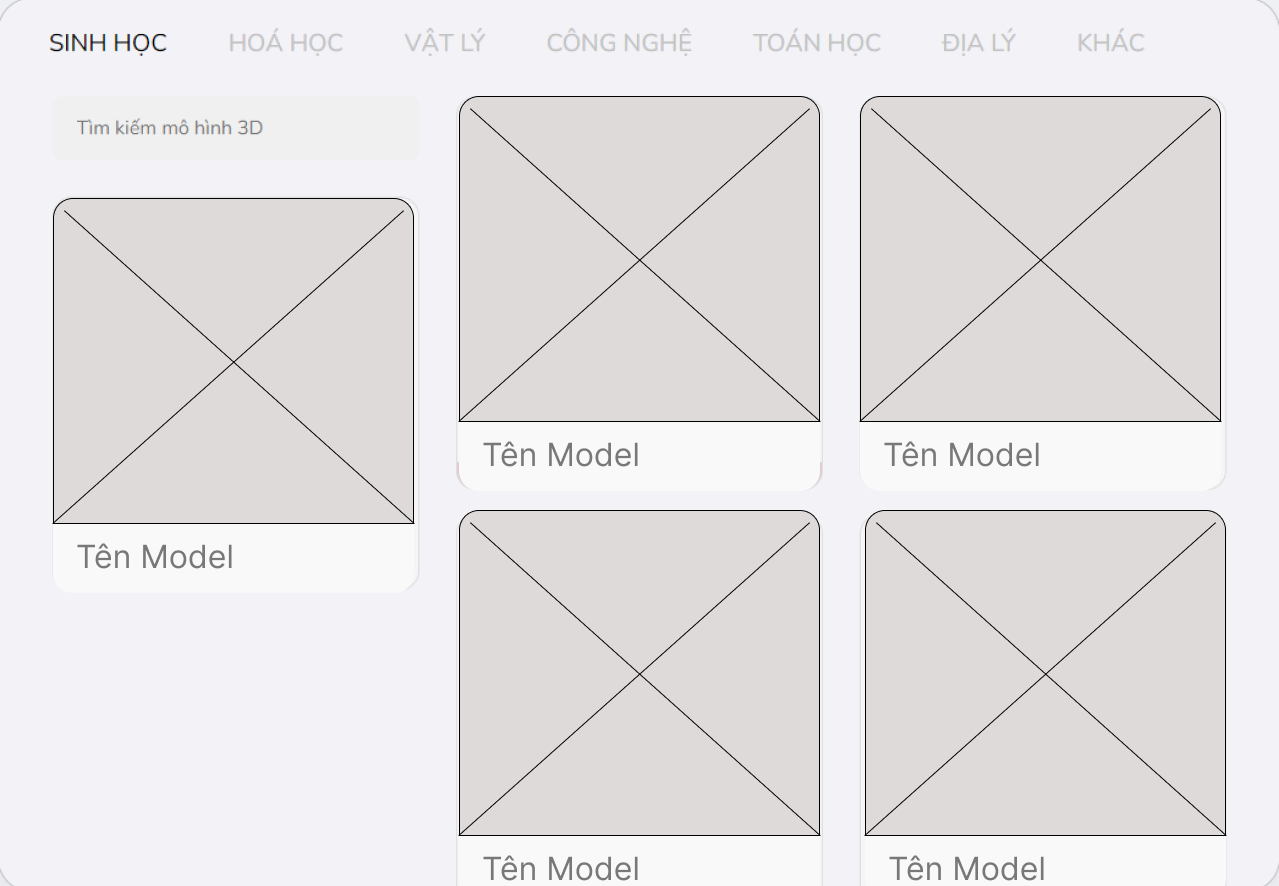 SINH HỌC HOÁ HỌC VẬT LÝ CÔNG NGHỆ TOÁN HỌC ĐỊA LÝ KHÁC
Tìm kiếm mô hình 3D
Tên Model
Tên Model
Tên Model
Tên Model
Tên Model